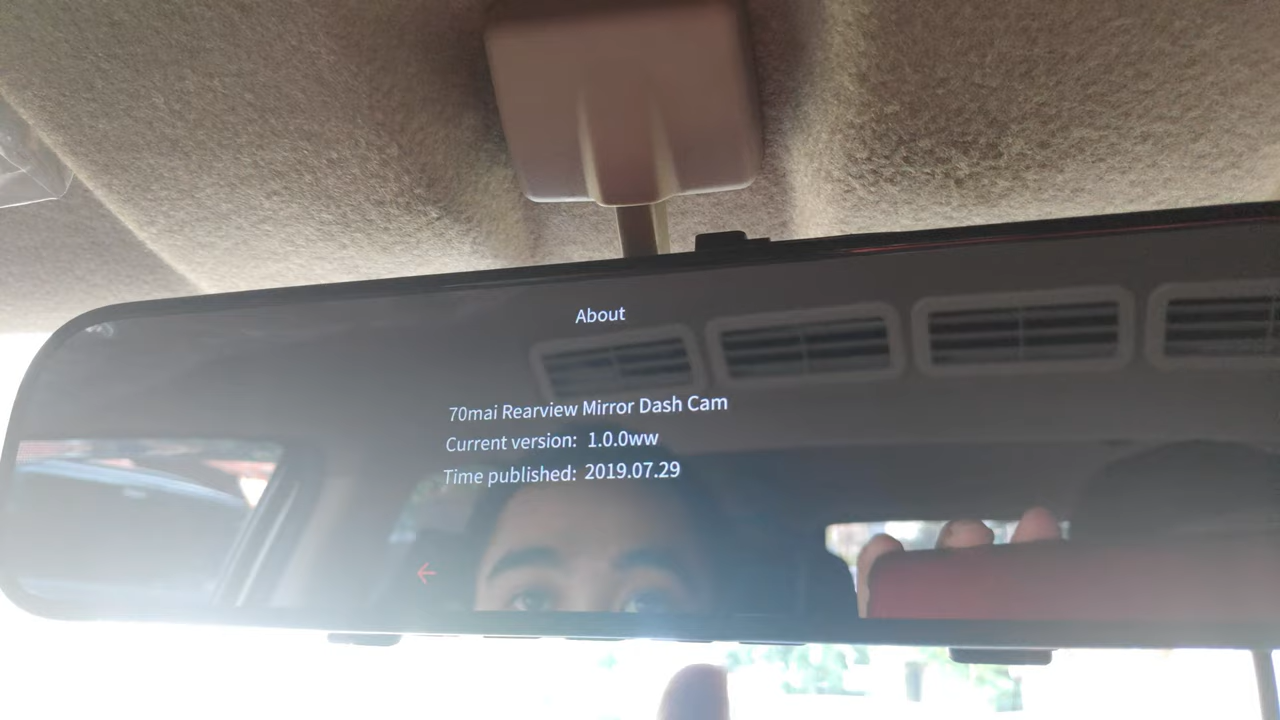 About
70mai Rearview Mirror Dash Cam
Current version: 1.0.0ww
Time published: 2019.07.29